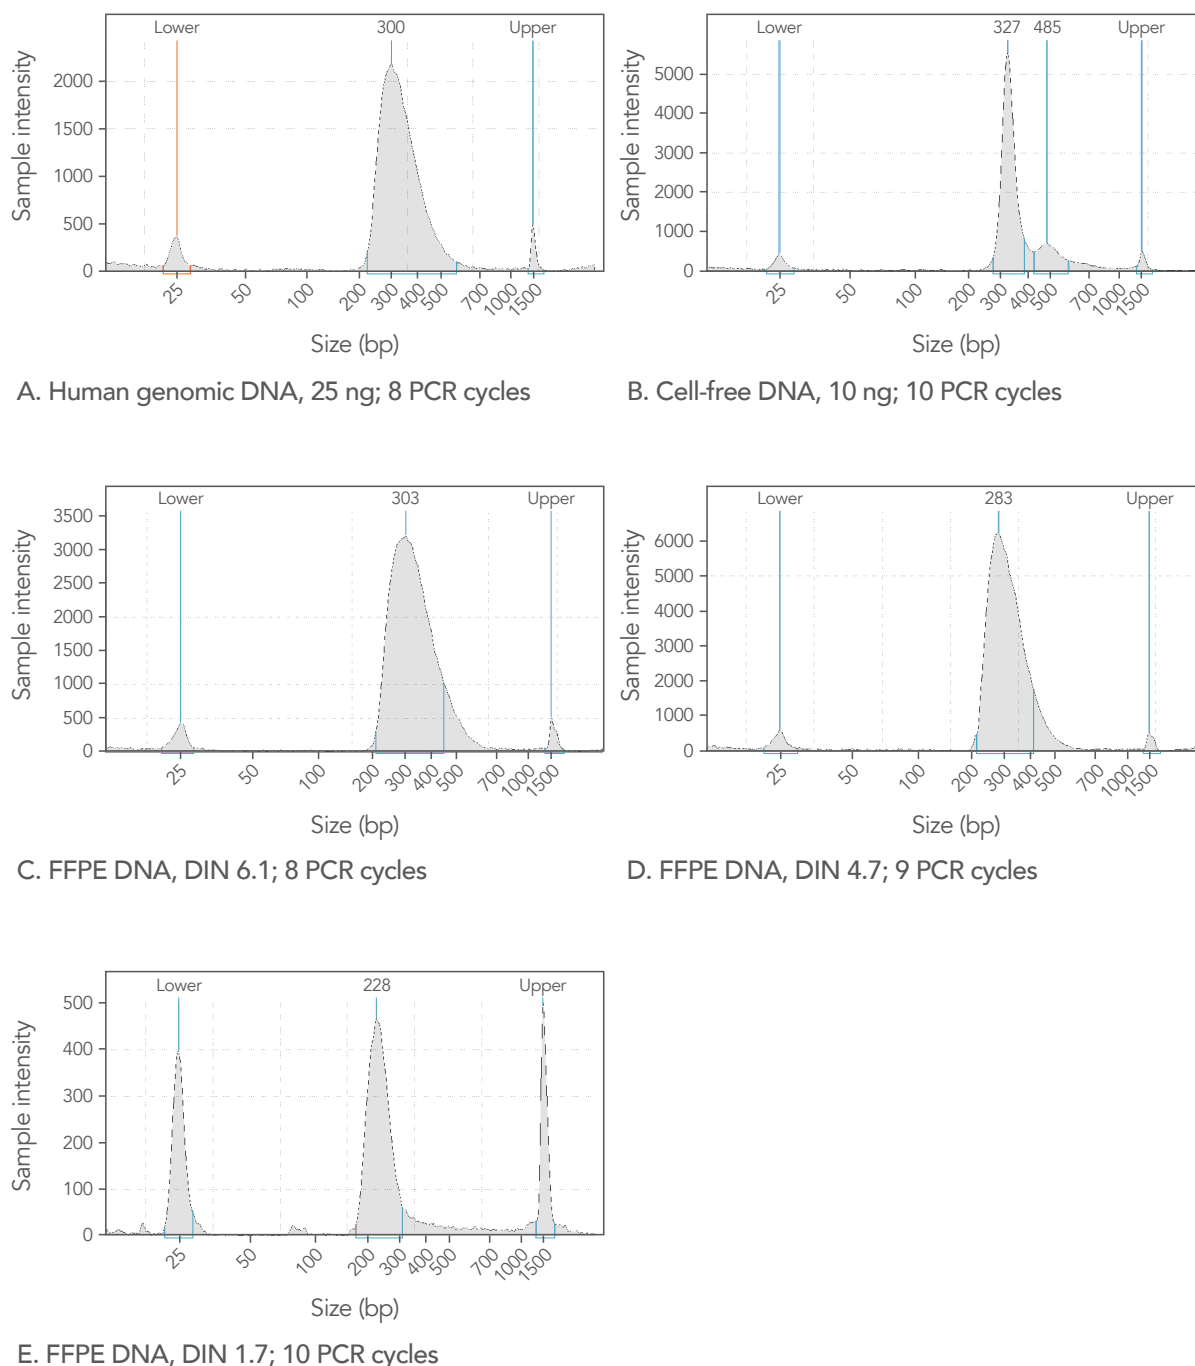 Lower 300 Upper
Sample intensity
2000
1500
1000
500
0
25 50 100 200 300 400 500 700 1000 1500
Size (bp)
A. Human genomic DNA, 25 ng; 8 PCR cycles
Lower 327 485 Upper
Sample intensity
5000
4000
3000
2000
1000
0
25 50 100 200 300 400 500 700 1000 1500
Size (bp)
B. Cell-free DNA, 10 ng; 10 PCR cycles
Lower 303 Upper
Sample intensity
3500
3000
2500
2000
1500
1000
500
0
25 50 100 200 300 400 500 700 1000 1500
Size (bp)
C. FFPE DNA, DIN 6.1; 8 PCR cycles
Lower 283 Upper
Sample intensity
6000
5000
4000
3000
2000
1000
0
25 50 100 200 300 400 500 700 1000 1500
Size (bp)
D. FFPE DNA, DIN 4.7; 9 PCR cycles
Lower 228 Upper
Sample intensity
500
400
300
200
100
0
25 50 100 200 300 400 500 700 1000 1500
Size (bp)
E. FFPE DNA, DIN 1.7; 10 PCR cycles